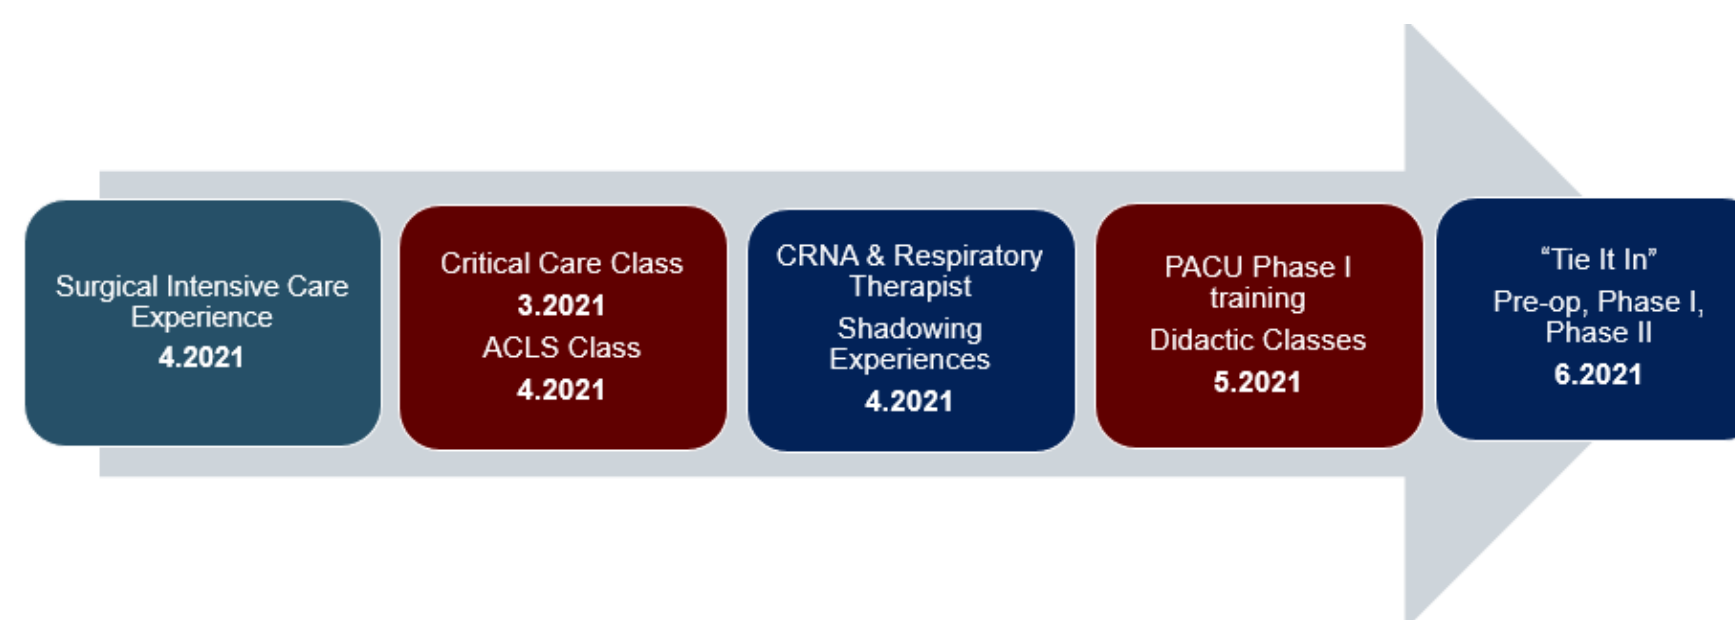 Surgical Intensive Care
Experience
4.2021
Critical Care Class
3.2021
ACLS Class
4.2021
CRNA & Respiratory
Therapist
Shadowing
Experiences
4.2021
PACU Phase I
training
Didactic Classes
5.2021
“Tie It In”
Pre-op, Phase I,
Phase II
6.2021